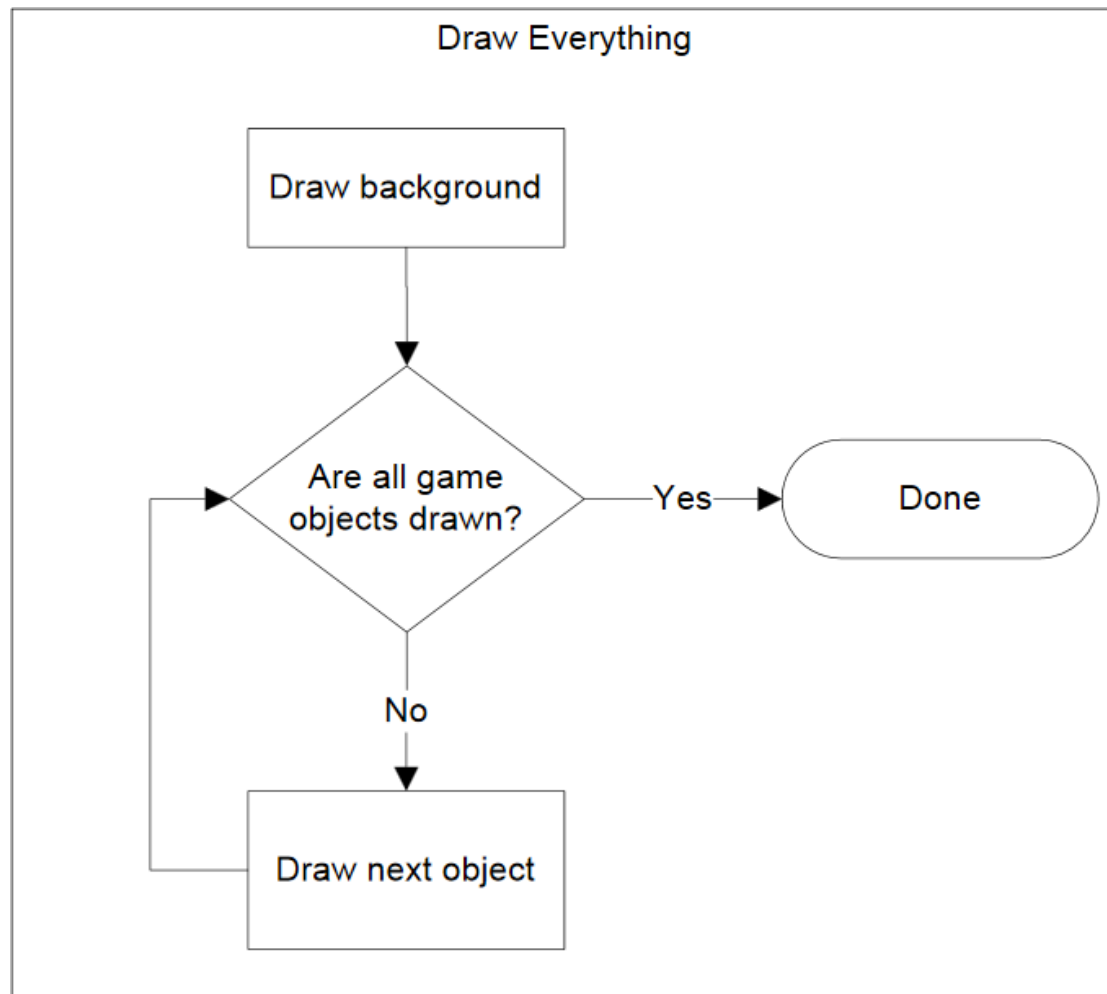 Draw Everything
Draw background
Are all game
objects drawn?
Yes
Done
No
Draw next object